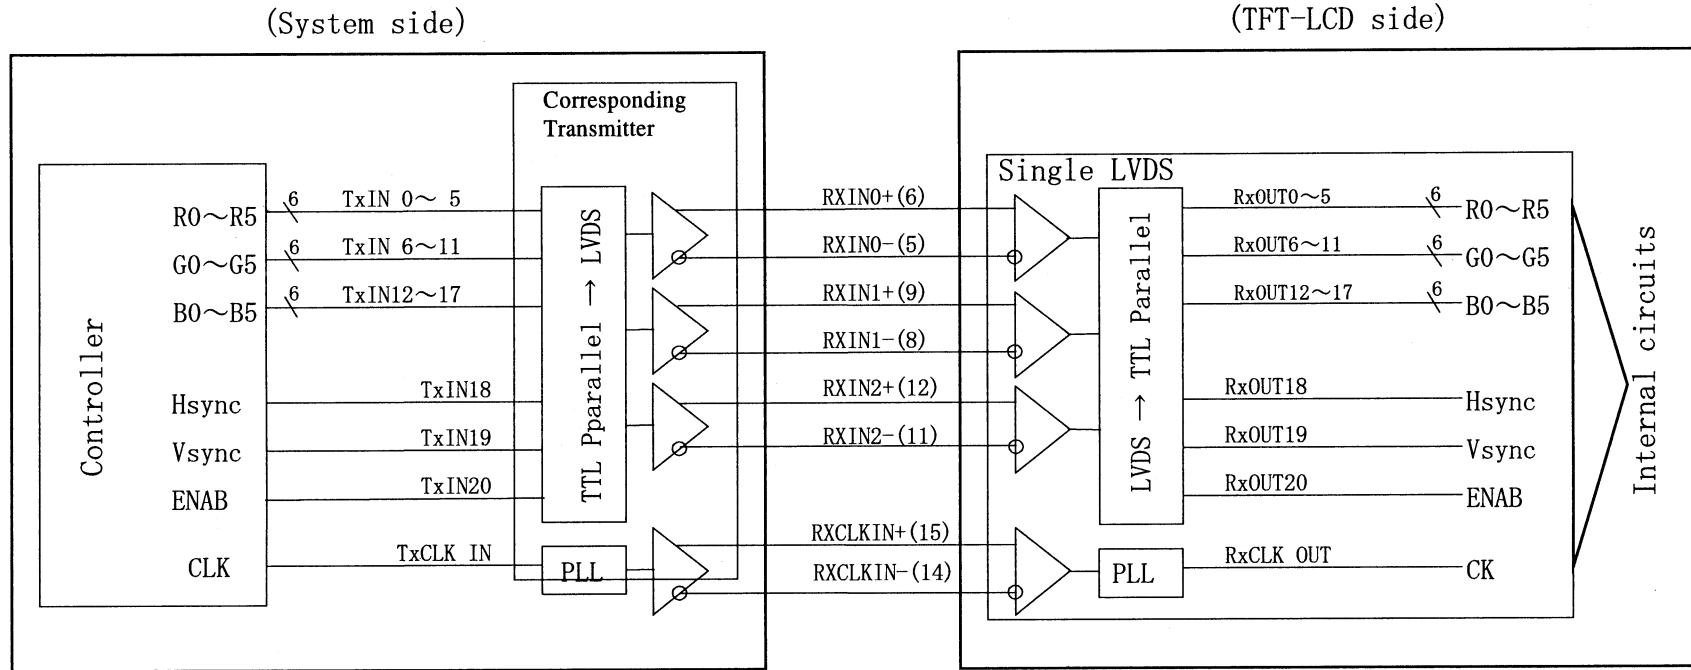 (System side)
(TFT-LCD side)
Corresponding
Transmitter
Single LVDS
Controller
R0～R5
G0～G5
B0～B5
Hsync
Vsync
ENAB
CLK
6
6
6
TxIN 0～ 5
TxIN 6～11
TxIN12～17
TxIN18
TxIN19
TxIN20
TxCLK IN
TTL Pparallel → LVDS
PLL
RXIN0+(6)
RXIN0-(5)
RXIN1+(9)
RXIN1-(8)
RXIN2+(12)
RXIN2-(11)
RXCLKIN+(15)
RXCLKIN-(14)
LVDS → TTL Parallel
PLL
RxOUT0～5
RxOUT6～11
RxOUT12～17
RxOUT18
RxOUT19
RxOUT20
RxCLK OUT
6
6
6
R0～R5
G0～G5
B0～B5
Hsync
Vsync
ENAB
CK
Internal circuits